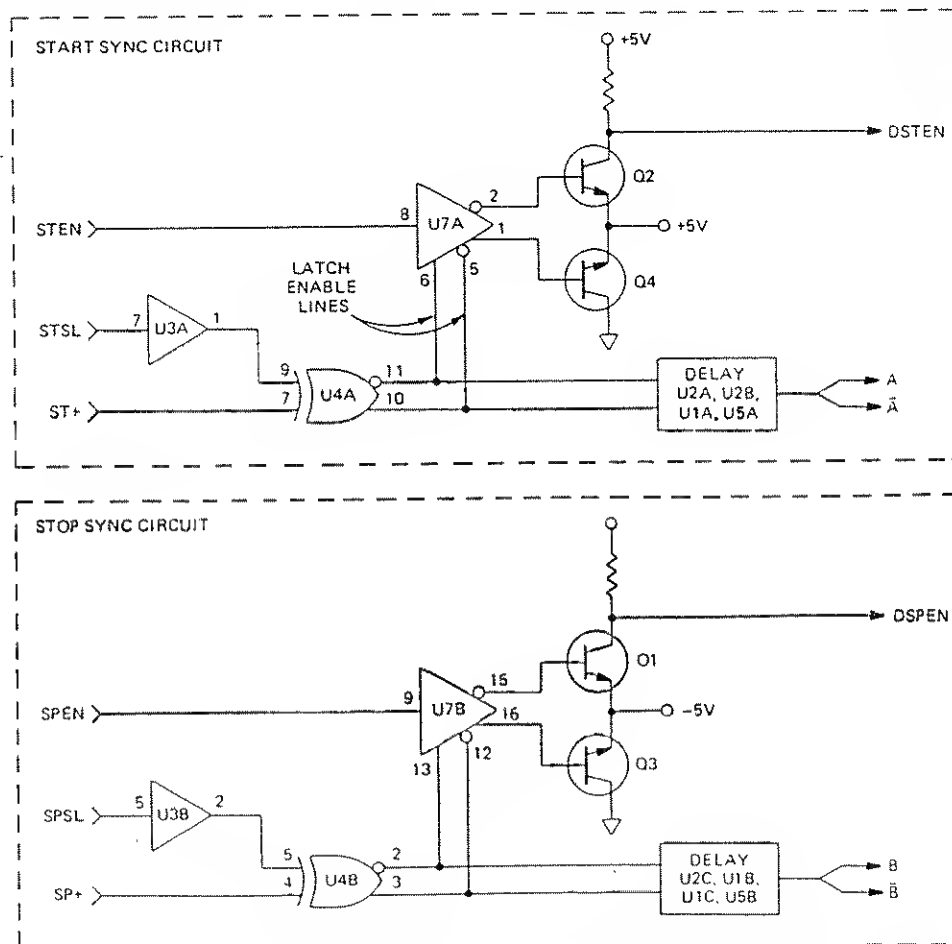 START SYNC CIRCUIT
+5V
DSTEN
Q2
2
8
U7A
1
STEN
+5V
5
6
Q4
LATCH
ENABLE
LINES
STSL
7
U3A
1
9
11
DELAY
U2A, U2B,
U1A, U5A
A
U4A
ST+
7
10
Ā
STOP SYNC CIRCUIT
DSPEN
O1
15
9
U7B
16
SPEN
-5V
12
13
Q3
SPSL
5
U3B
2
5
2
DELAY
U2C, U1B,
U1C, U5B
B
U4B
SP+
4
3
B̄